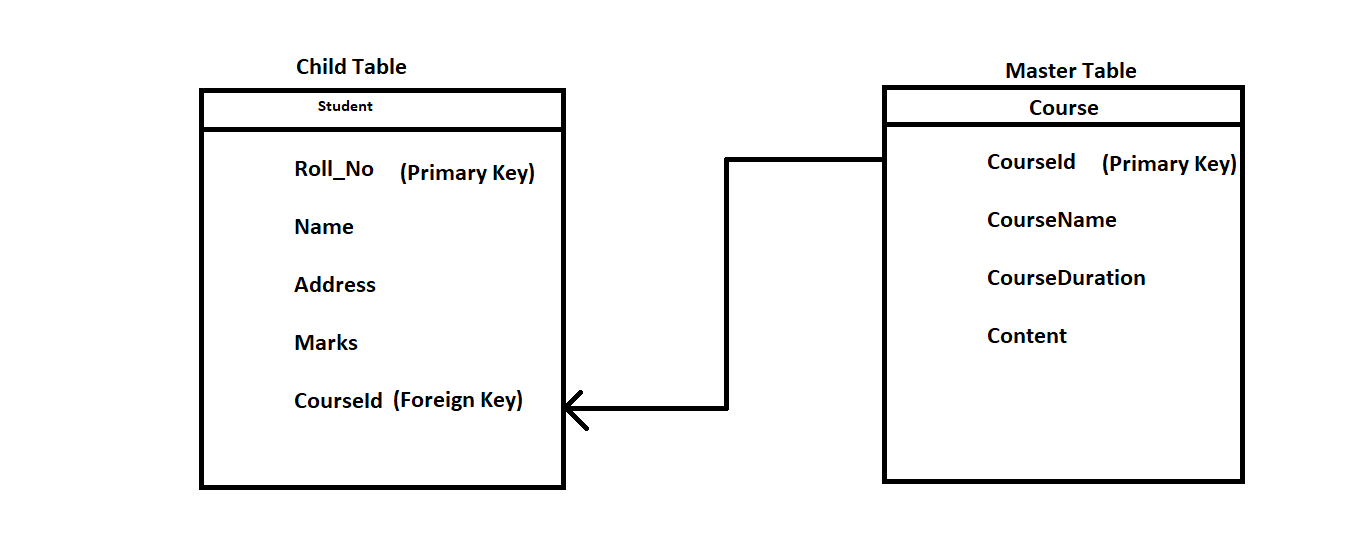 Child Table
Student
Roll_No (Primary Key)
Name
Address
Marks
CourseId (Foreign Key)
Master Table
Course
CourseId (Primary Key)
CourseName
CourseDuration
Content